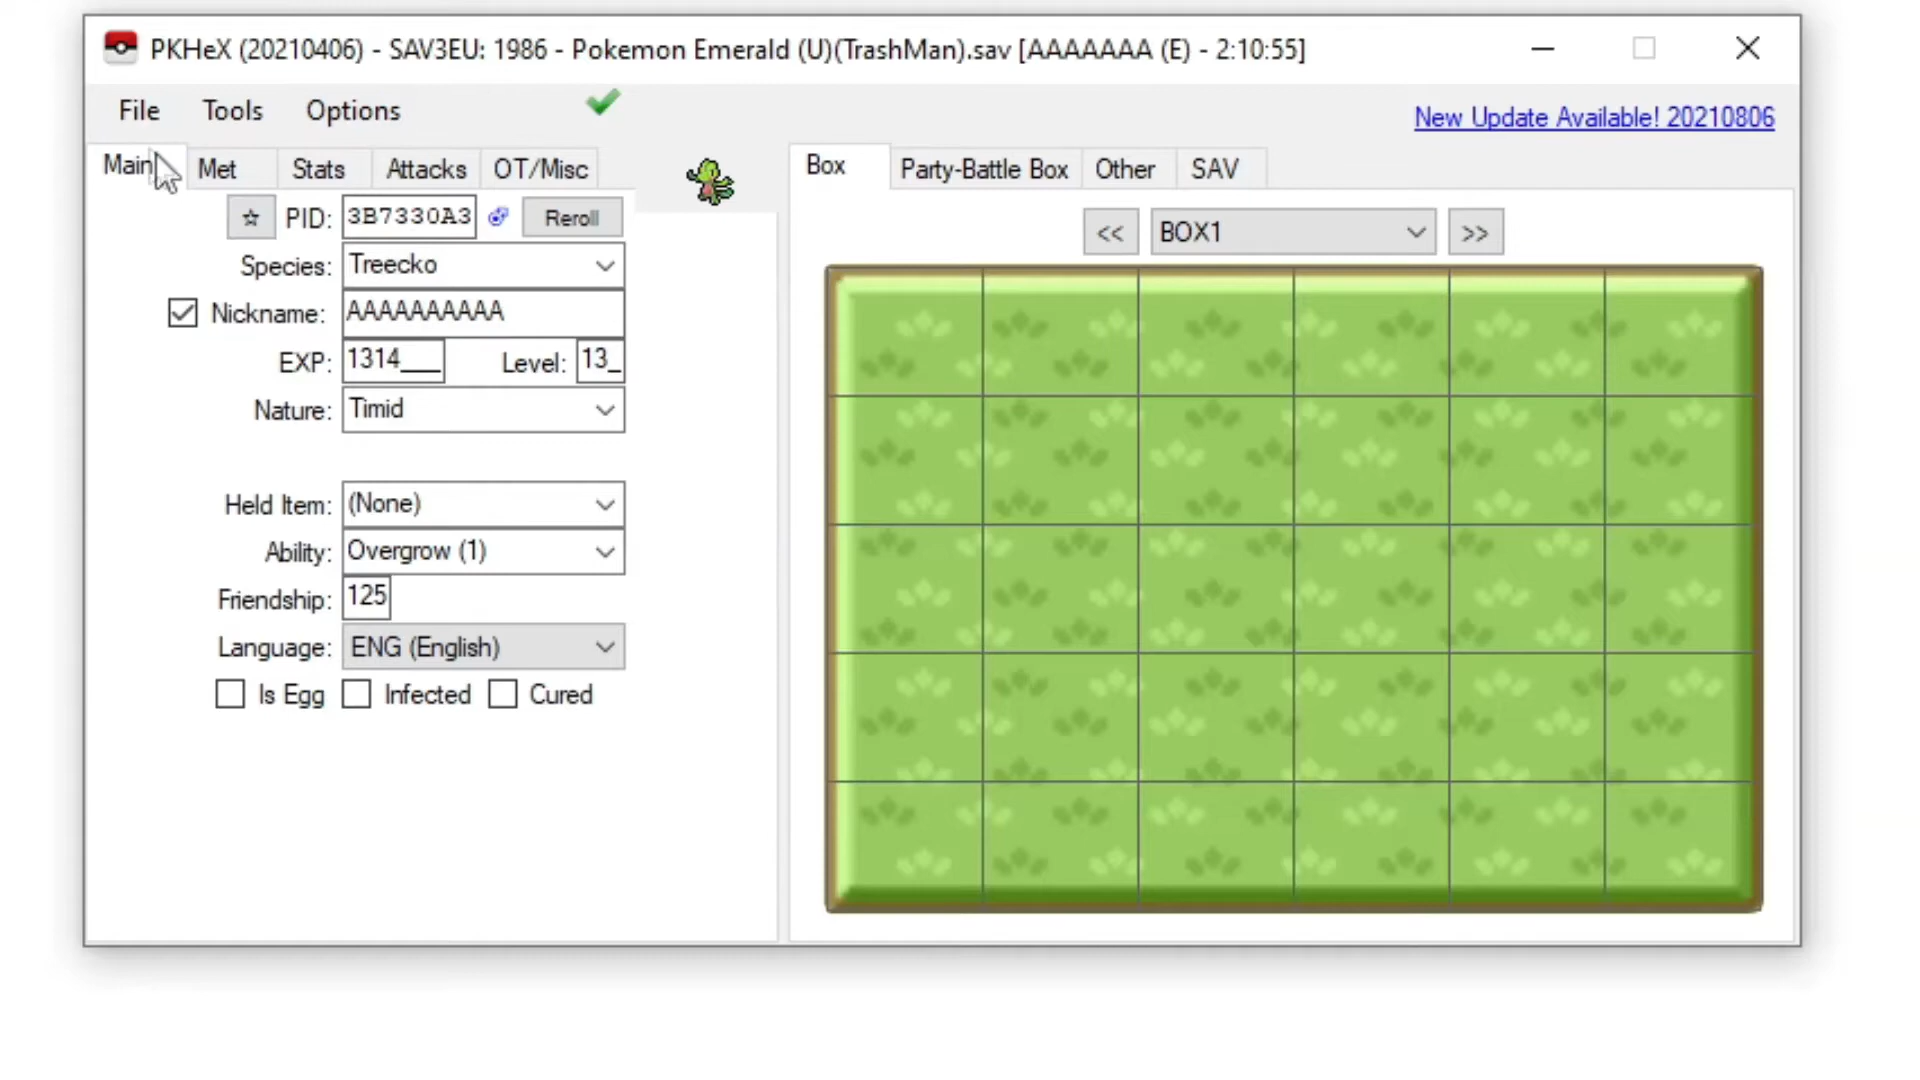 PKHeX (20210406) - SAV3EU: 1986 - Pokemon Emerald (U)(TrashMan).sav [AAAAAAA (E) - 2:10:55]
File Tools Options
New Update Available! 20210806
Main Met Stats Attacks OT/Misc
Box Party-Battle Box Other SAV
PID: 3B7330A3 Reroll
<< BOX1 >>
Species: Treecko
Nickname: AAAAAAAAAA
EXP: 1314___ Level: 13_
Nature: Timid
Held Item: (None)
Ability: Overgrow (1)
Friendship: 125
Language: ENG (English)
Is Egg Infected Cured